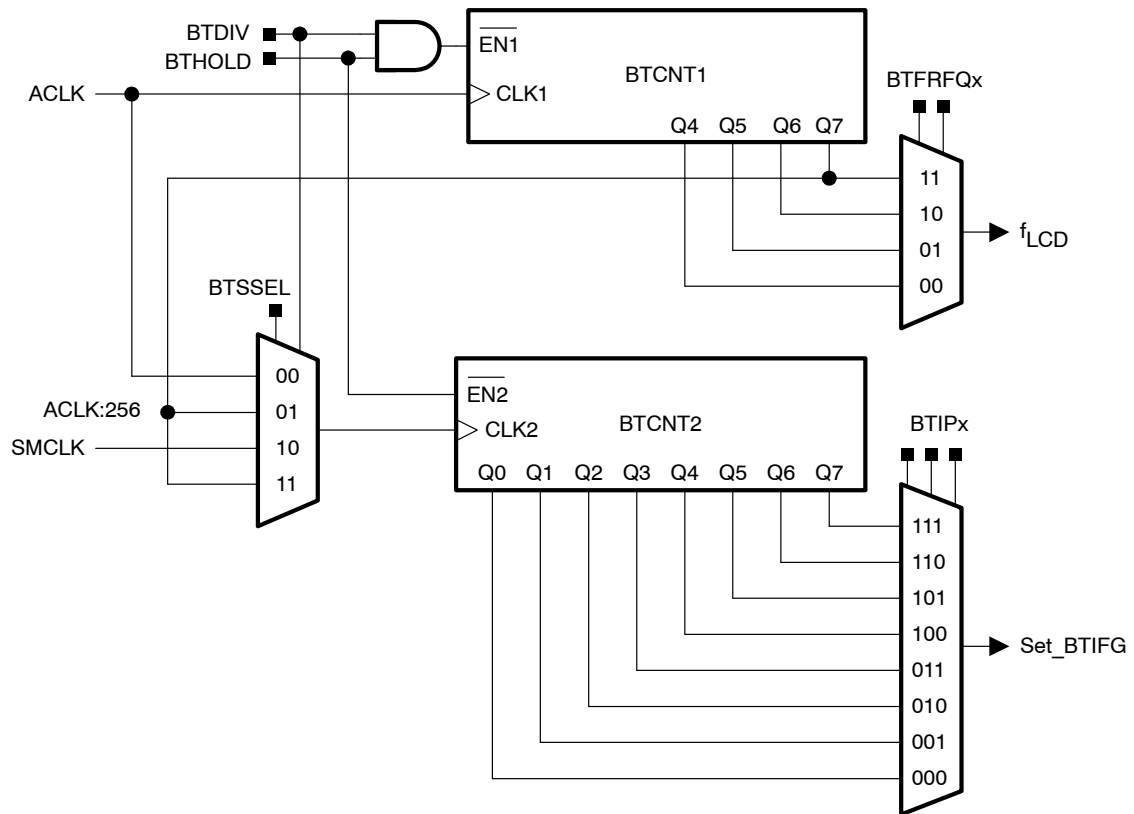 BTDIV
BTHOLD
EN1
BTCNT1
ACLK
CLK1
BTFRFQx
Q4 Q5 Q6 Q7
11
10
01
00
fLCD
BTSSEL
00
ACLK:256
01
SMCLK
10
11
EN2
CLK2
BTCNT2
BTIPx
Q0 Q1 Q2 Q3 Q4 Q5 Q6 Q7
111
110
101
100
011
010
001
000
Set_BTIFG